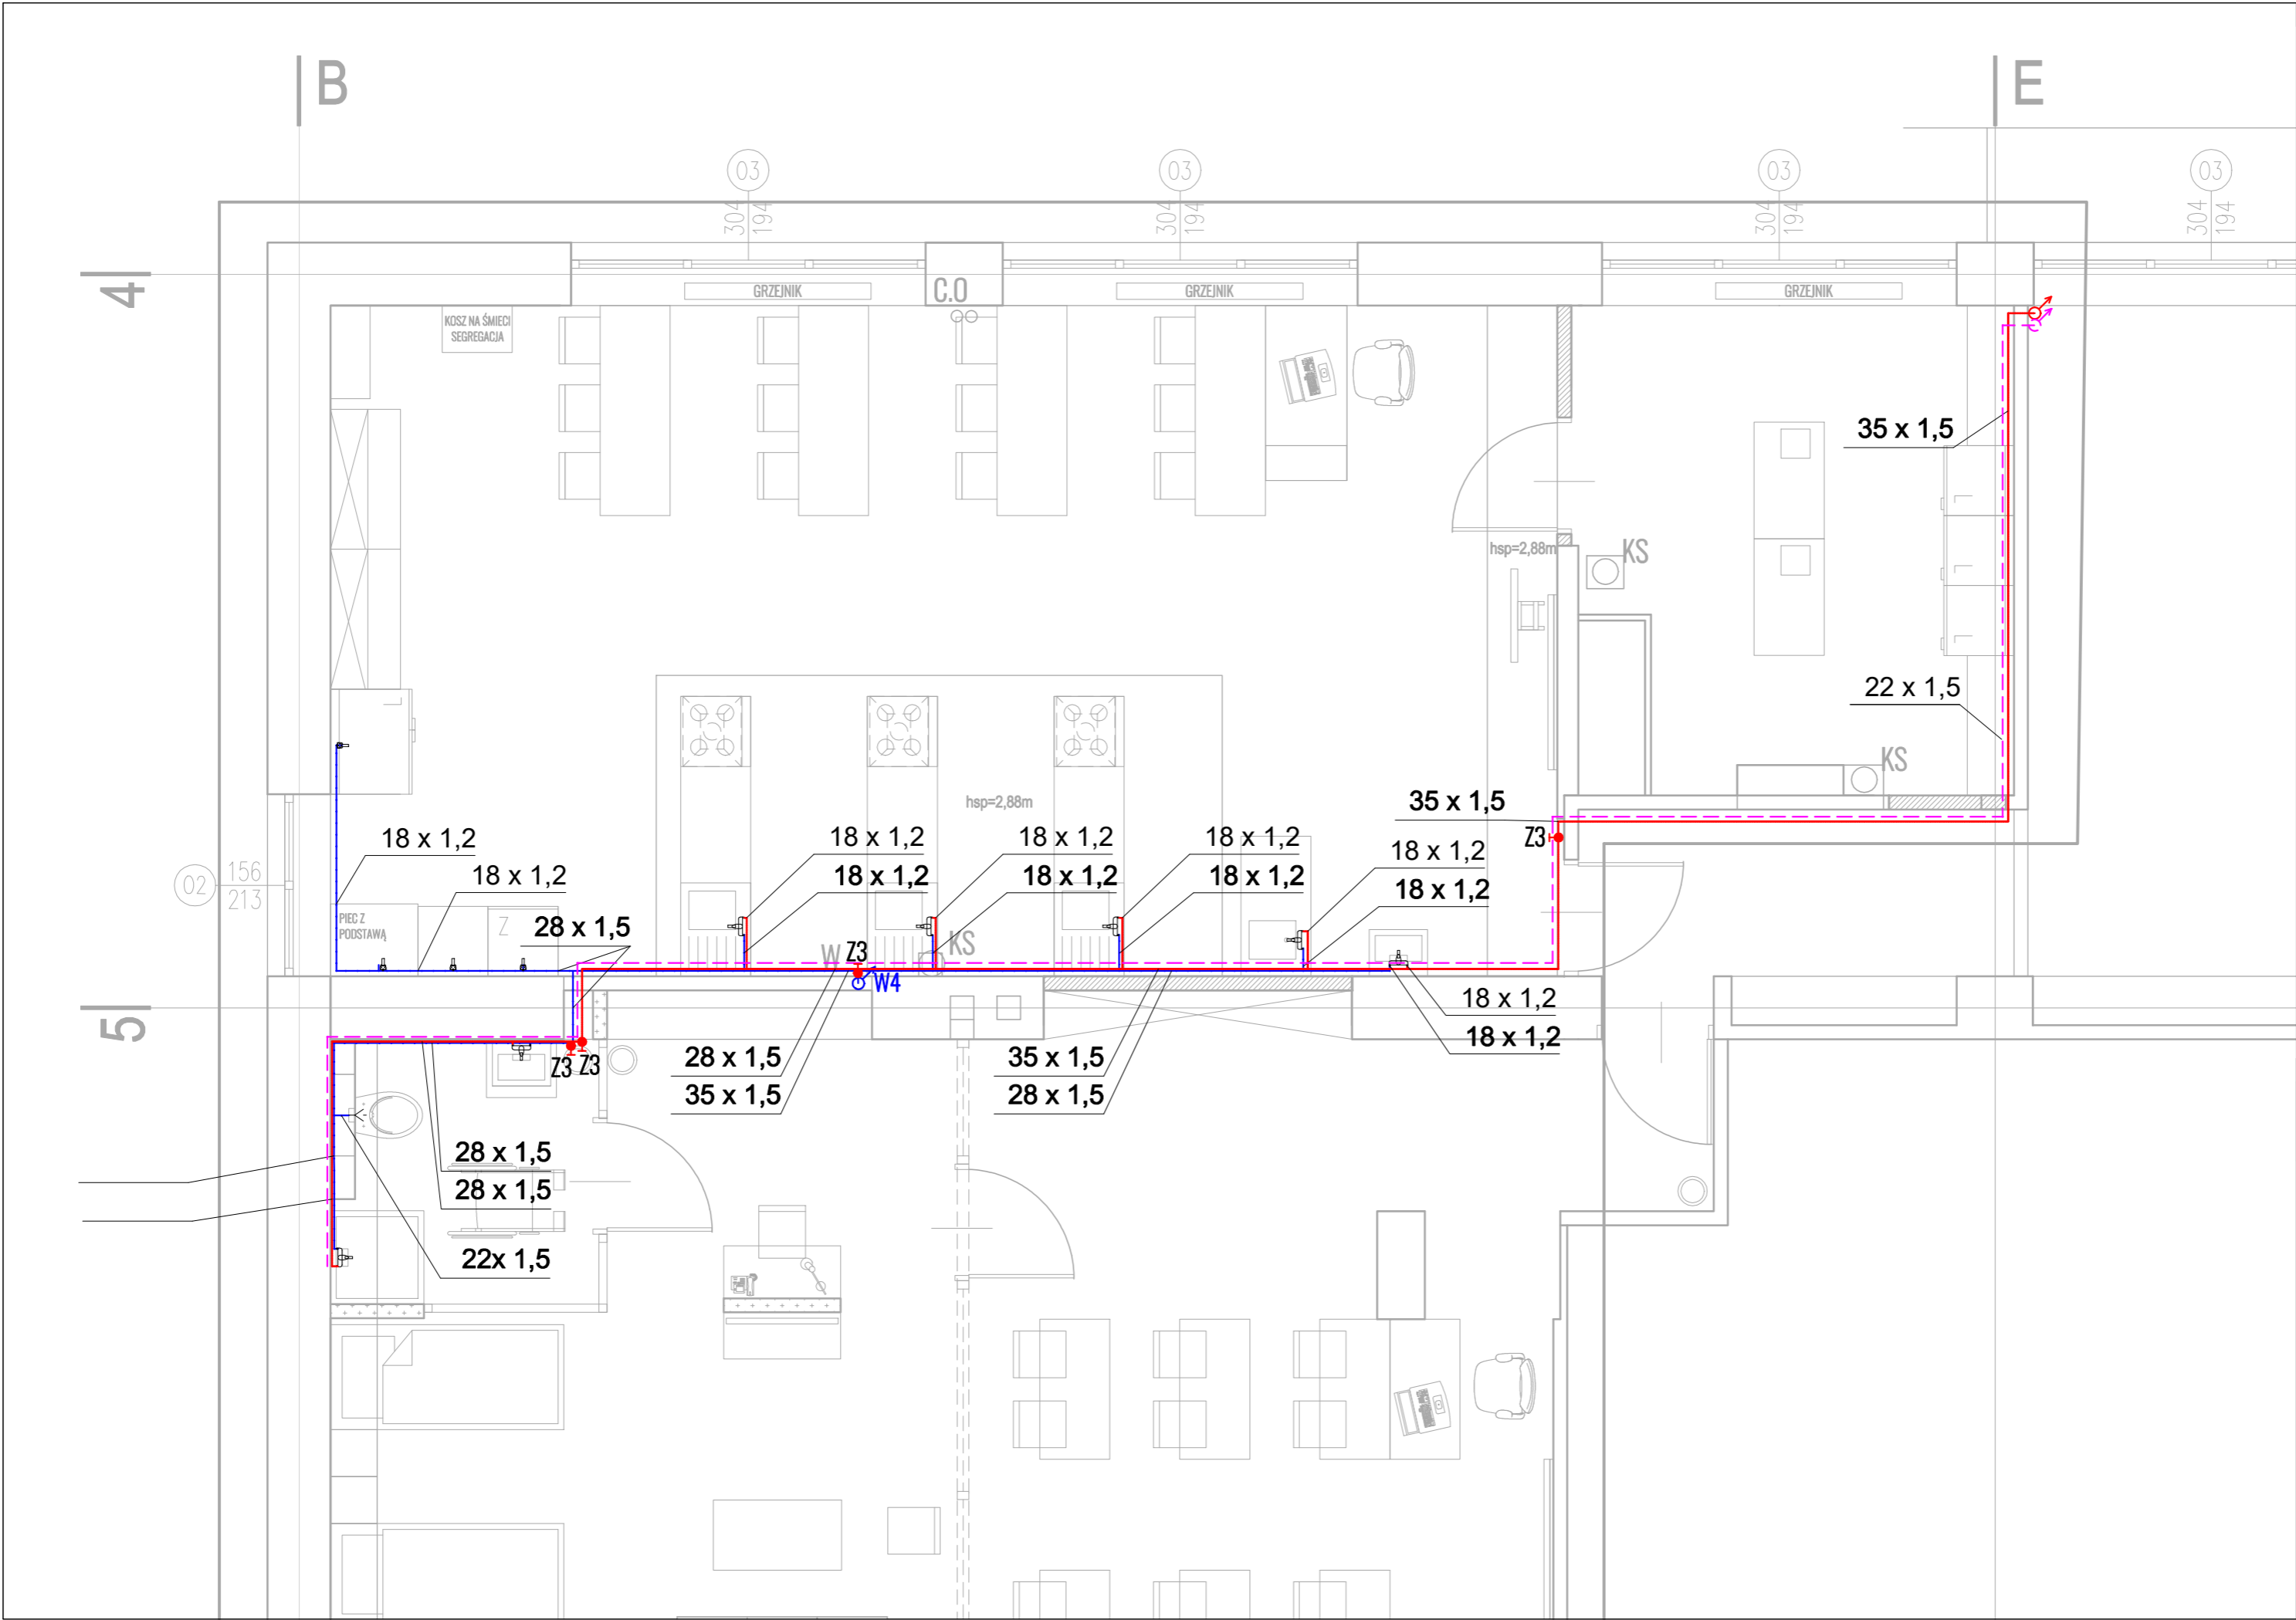 B
E
03
03
03
03
304
194
304
194
304
194
304
194
4
GRZEJNIK
C.O
GRZEJNIK
GRZEJNIK
KOSZ NA ŚMIECI
SEGREGACJA
35 x 1,5
hsp=2,88m
KS
22 x 1,5
KS
hsp=2,88m
35 x 1,5
Z3
18 x 1,2
18 x 1,2
18 x 1,2
18 x 1,2
18 x 1,2
18 x 1,2
18 x 1,2
18 x 1,2
18 x 1,2
18 x 1,2
02
156
213
PIEC Z
PODSTAWĄ
Z
28 x 1,5
W
Z3
KS
W4
18 x 1,2
18 x 1,2
5
Z3
Z3
28 x 1,5
35 x 1,5
35 x 1,5
28 x 1,5
28 x 1,5
28 x 1,5
22x 1,5